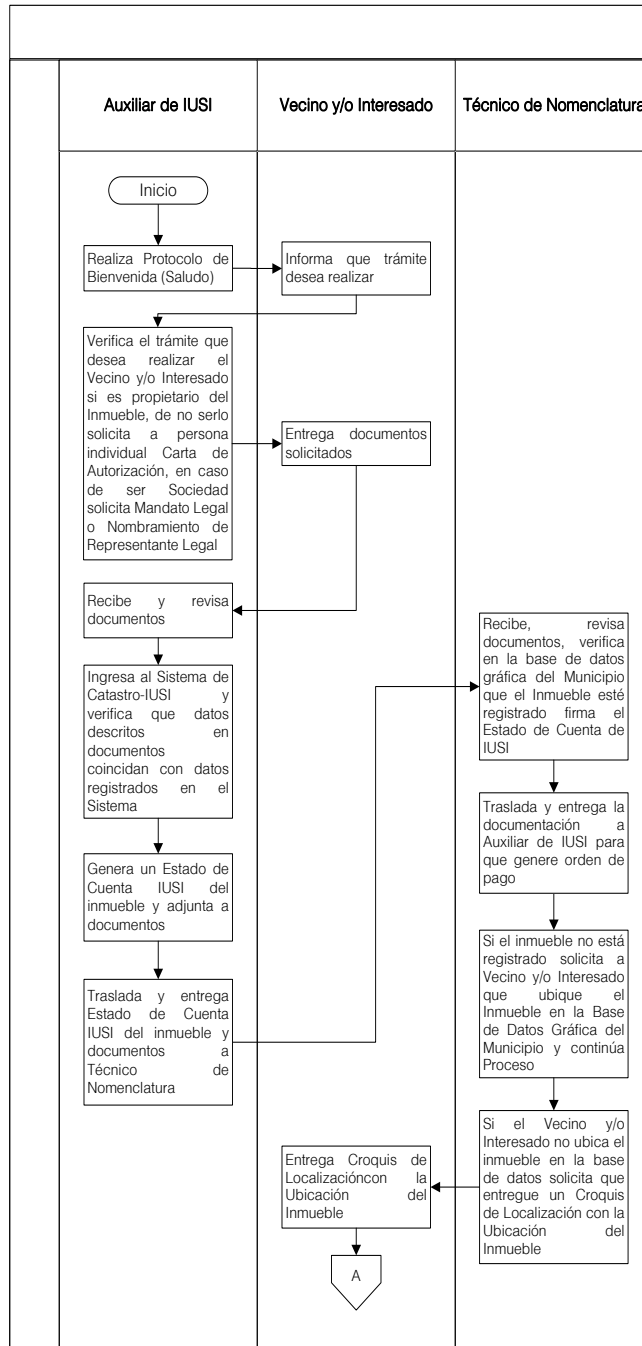 Auxiliar de IUSI
Vecino y/o Interesado
Técnico de Nomenclatura
Inicio
Realiza Protocolo de
Bienvenida (Saludo)
Informa que trámite
desea realizar
Verifica el trámite que
desea realizar el
Vecino y/o Interesado
si es propietario del
Inmueble, de no serlo
solicita a persona
individual Carta de
Autorización, en caso
de ser Sociedad
solicita Mandato Legal
o Nombramiento de
Representante Legal
Entrega documentos
solicitados
Recibe y revisa
documentos
Ingresa al Sistema de
Catastro-IUSI y
verifica que datos
descritos en
documentos
coincidan con datos
registrados en el
Sistema
Genera un Estado de
Cuenta IUSI del
inmueble y adjunta a
documentos
Traslada y entrega
Estado de Cuenta
IUSI del inmueble y
documentos a
Técnico de
Nomenclatura
Recibe, revisa
documentos, verifica
en la base de datos
gráfica del Municipio
que el Inmueble esté
registrado firma el
Estado de Cuenta de
IUSI
Traslada y entrega la
documentación a
Auxiliar de IUSI para
que genere orden de
pago
Si el inmueble no está
registrado solicita a
Vecino y/o Interesado
que ubique el
Inmueble en la Base
de Datos Gráfica del
Municipio y continúa
Proceso
Si el Vecino y/o
Interesado no ubica el
inmueble en la base
de datos solicita que
entregue un Croquis
de Localización con la
Ubicación del
Inmueble
Entrega Croquis de
Localizacióncon la
Ubicación del
Inmueble
A